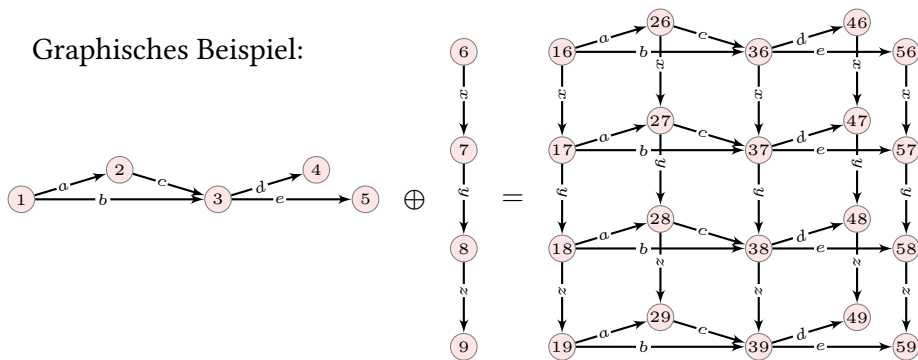 Graphisches Beispiel:
1 a 2 c 3 d 4
b e 5
⊕
6
x
7
y
8
z
9
=
16 a 26 c 36 d 46
b e 56
x x x x x
17 a 27 c 37 d 47
b e 57
y y y y y
18 a 28 c 38 d 48
b e 58
z z z z z
19 a 29 c 39 d 49
b e 59